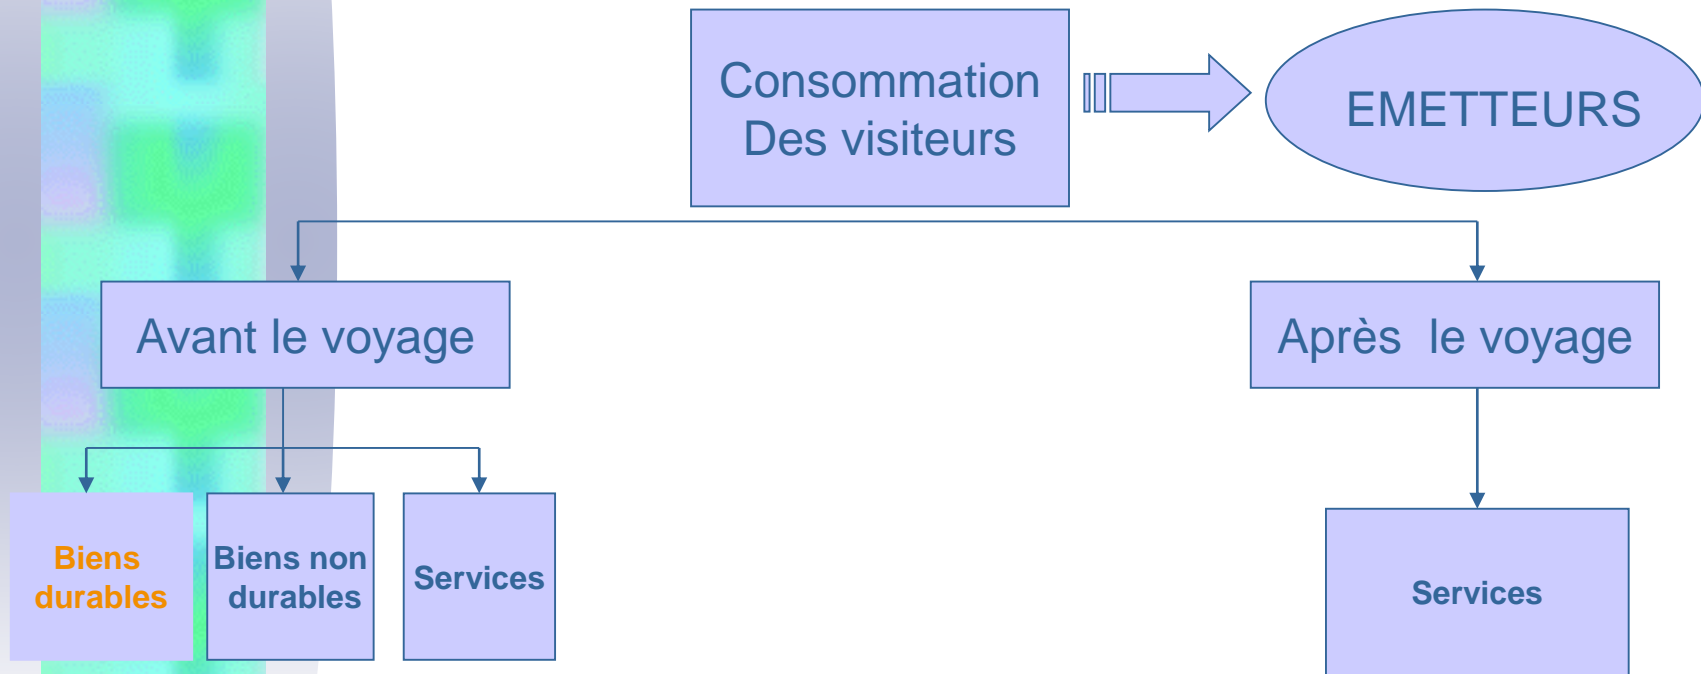 Consommation
Des visiteurs
EMETTEURS
Avant le voyage
Après  le voyage
Biens
durables
Biens non
durables
Services
Services